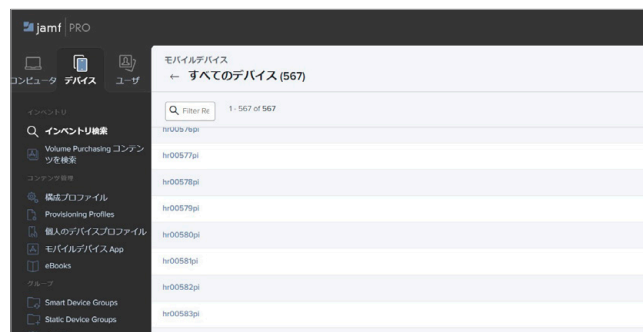 jamf PRO
コンピュータ
デバイス
ユーザ
インベントリ
インベントリ検索
Volume Purchasing コンテン
ツを検索
コンテンツ管理
構成プロファイル
Provisioning Profiles
個人のデバイスプロファイル
モバイルデバイス App
eBooks
グループ
Smart Device Groups
Static Device Groups
モバイルデバイス
← すべてのデバイス (567)
Filter Re
1 - 567 of 567
hr00576pi
hr00577pi
hr00578pi
hr00579pi
hr00580pi
hr00581pi
hr00582pi
hr00583pi